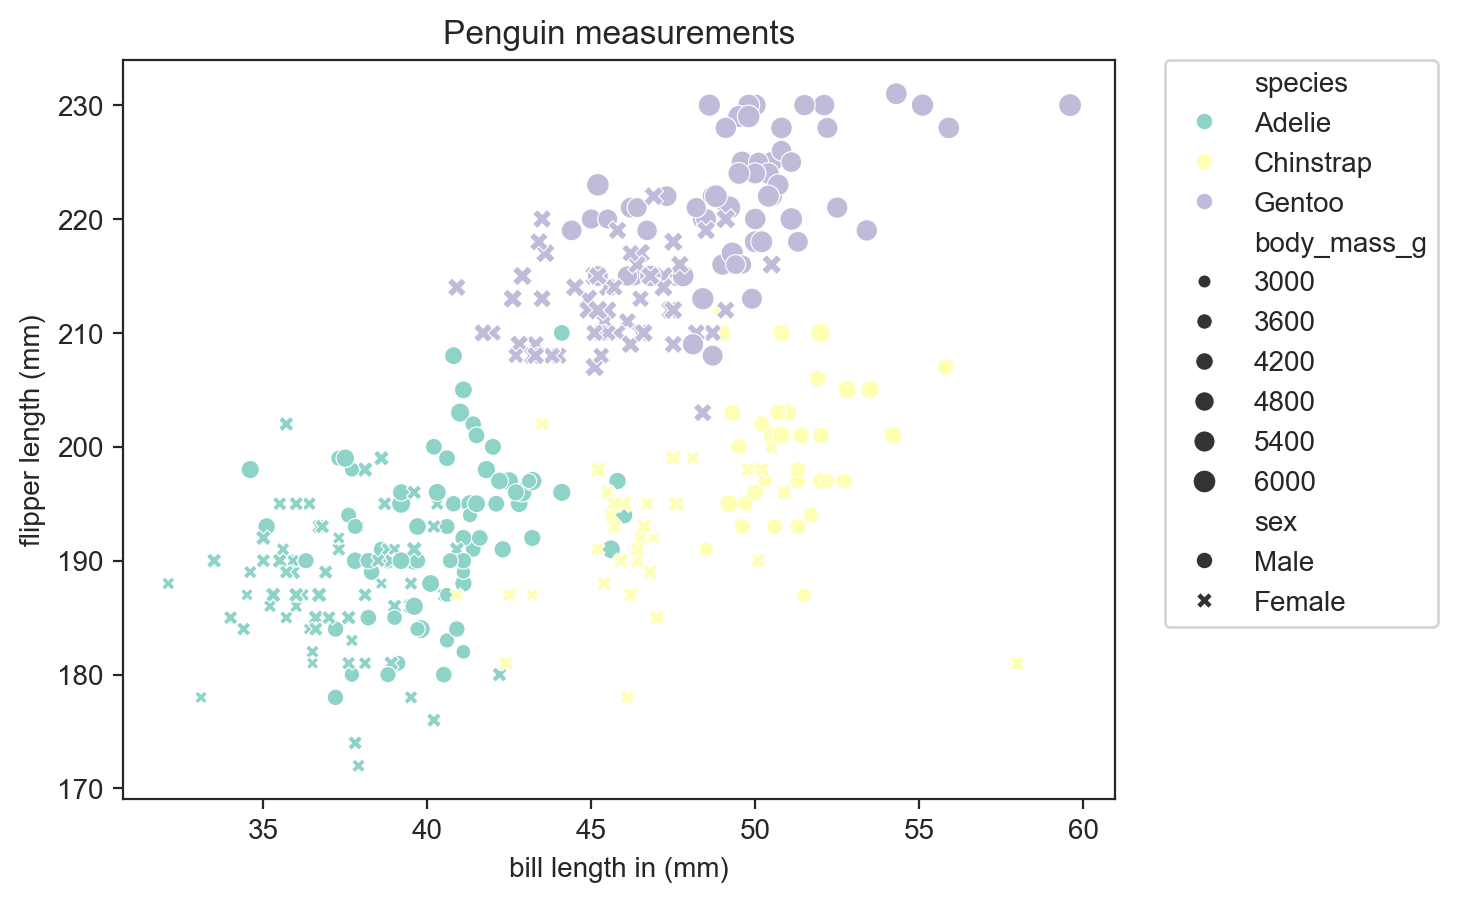 Penguin measurements
230
220
210
200
190
180
170
flipper length (mm)
35 40 45 50 55 60
bill length in (mm)
species
Adelie
Chinstrap
Gentoo
body_mass_g
3000
3600
4200
4800
5400
6000
sex
Male
Female